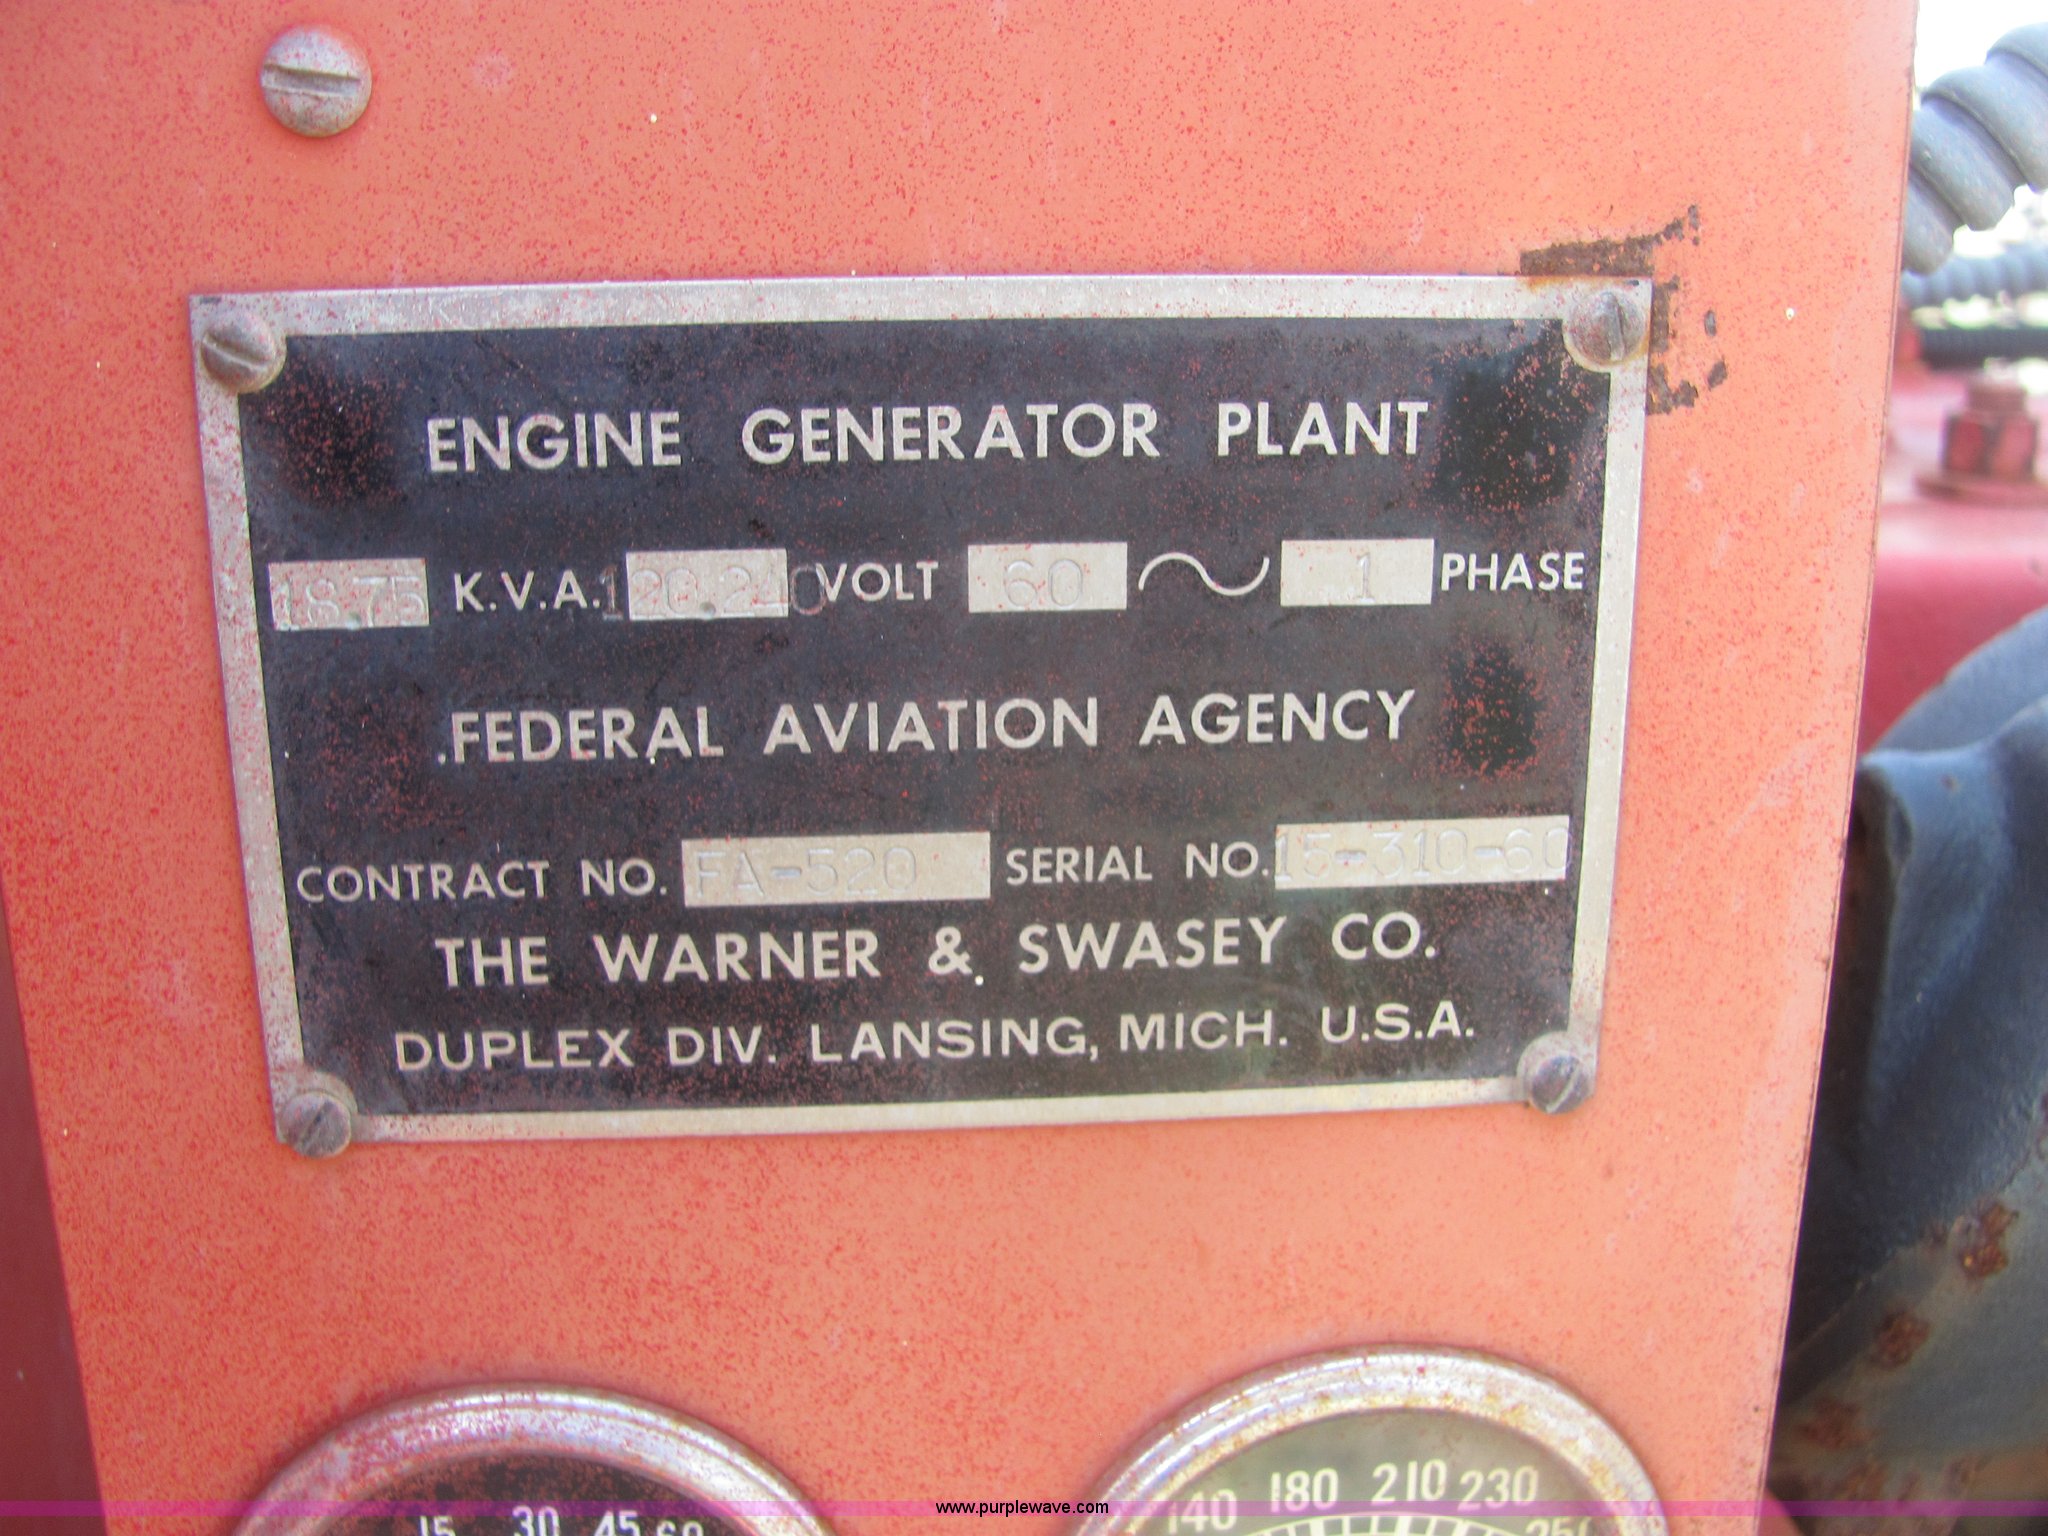 ENGINE GENERATOR PLANT
18.75 K.V.A. 120.240 VOLT 60 ~ 1 PHASE
FEDERAL AVIATION AGENCY
CONTRACT NO. FA-520 SERIAL NO. 15-310-60
THE WARNER & SWASEY CO.
DUPLEX DIV. LANSING, MICH. U.S.A.
15 30 45 60
140 180 210 230 250
www.purplewave.com